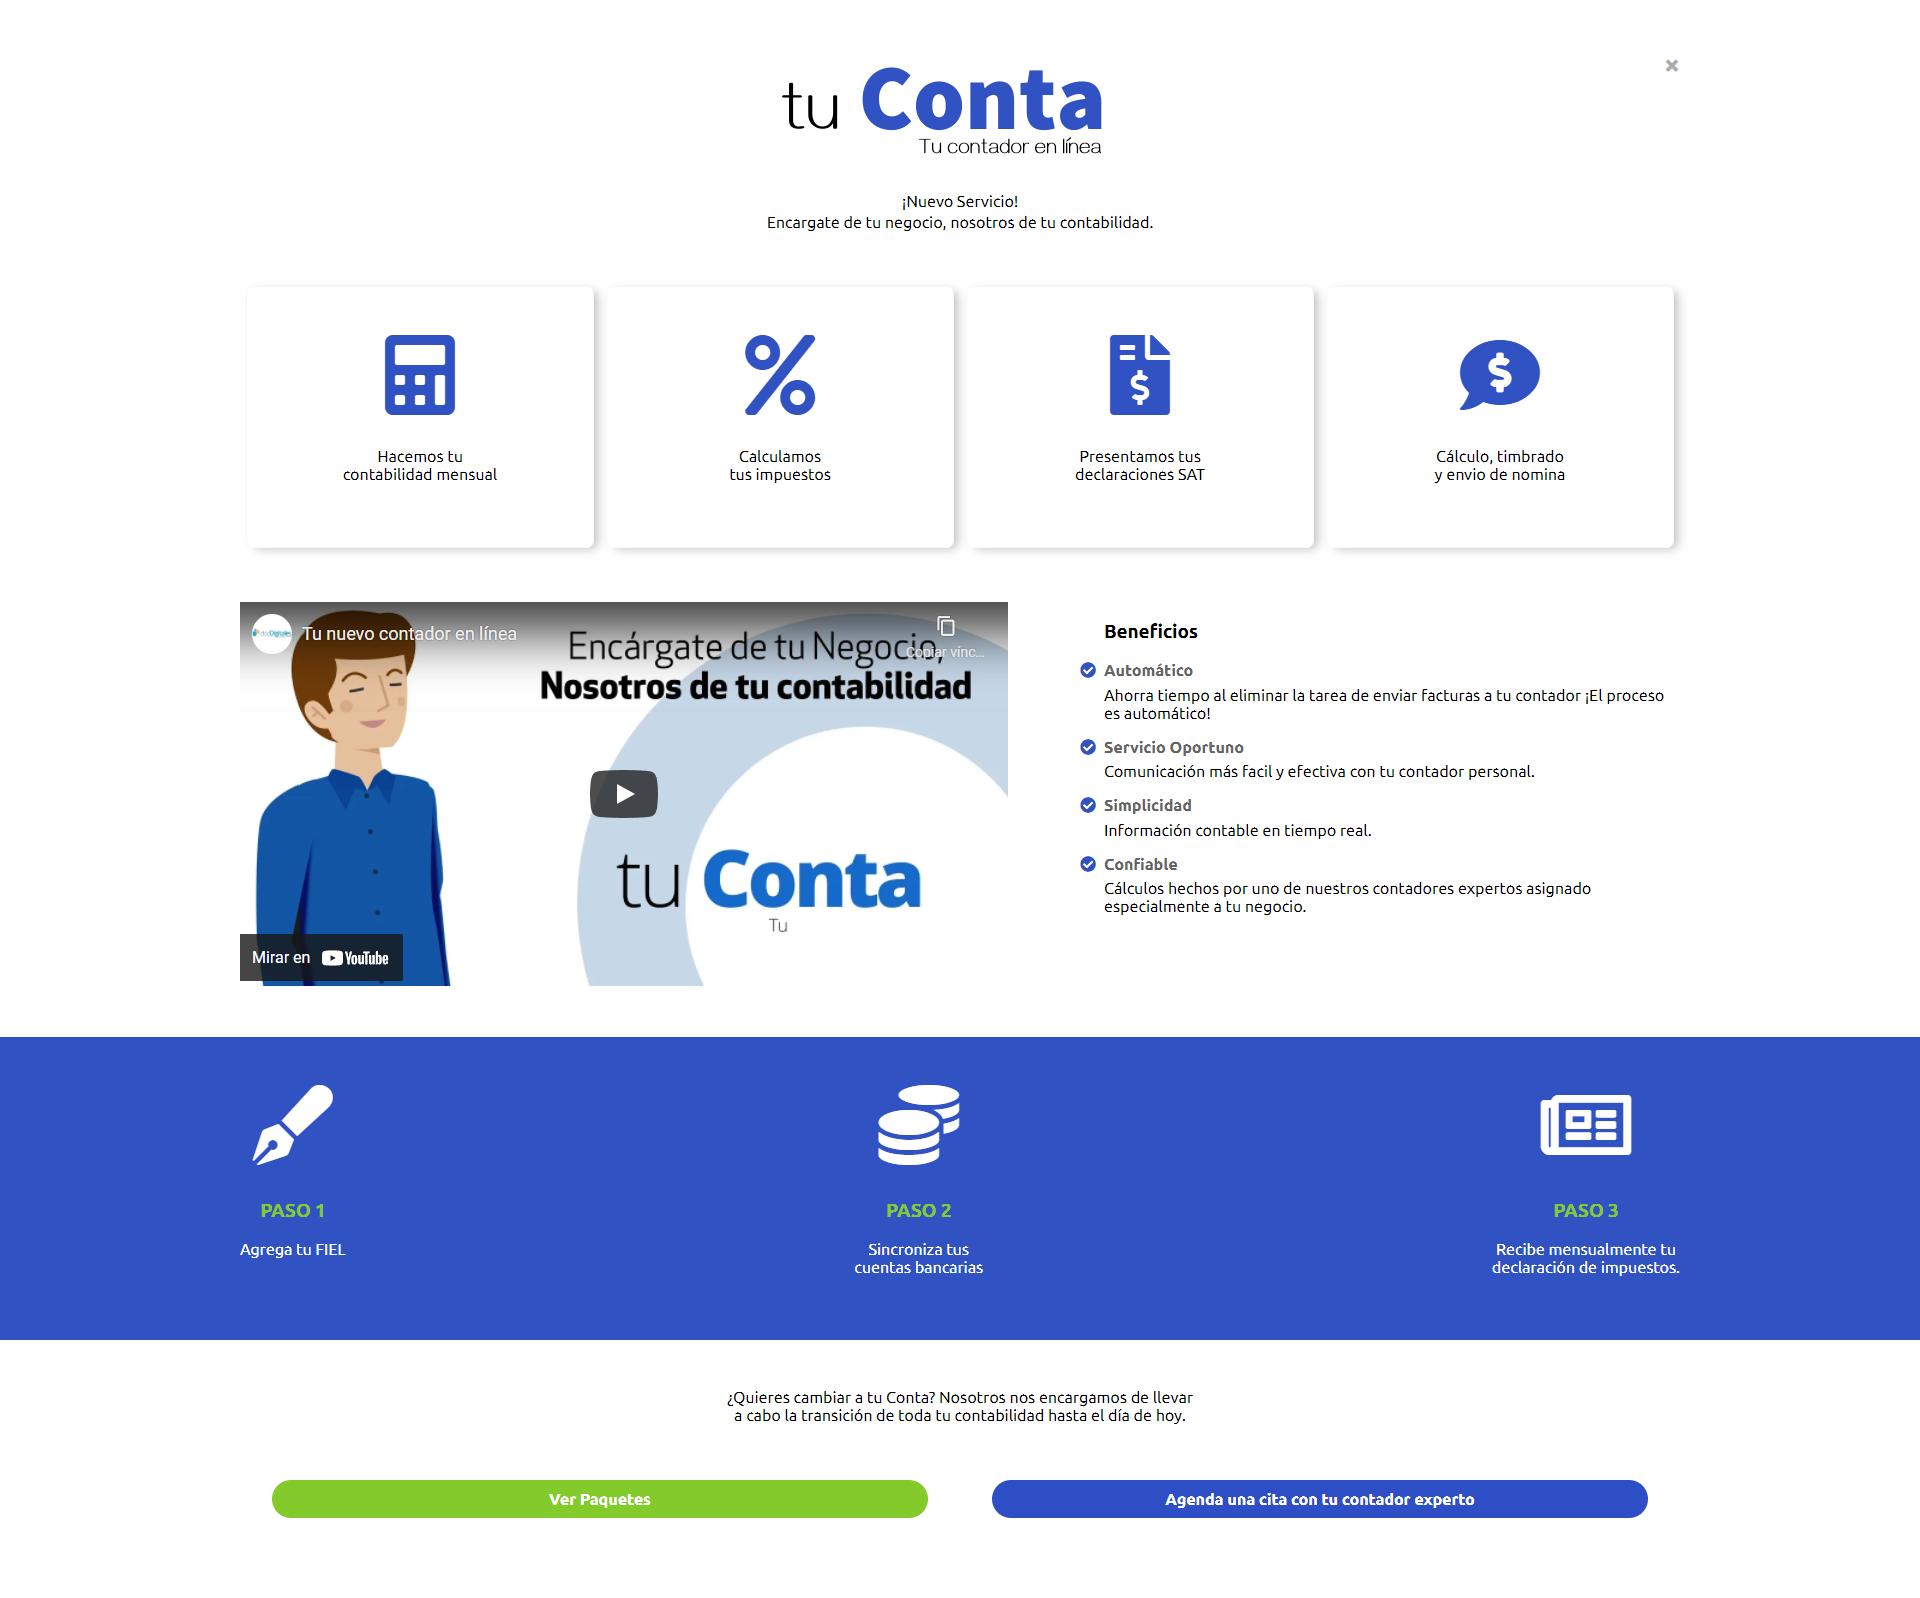 tu Conta
Tu contador en línea
¡Nuevo Servicio!
Encargate de tu negocio, nosotros de tu contabilidad.
Hacemos tu
contabilidad mensual
Calculamos
tus impuestos
Presentamos tus
declaraciones SAT
Cálculo, timbrado
y envio de nomina
docDigitales
Tu nuevo contador en línea
Copiar vínc...
Encárgate de tu Negocio,
Nosotros de tu contabilidad
tu Conta
Tu
Mirar en YouTube
Beneficios
Automático
Ahorra tiempo al eliminar la tarea de enviar facturas a tu contador ¡El proceso
es automático!
Servicio Oportuno
Comunicación más facil y efectiva con tu contador personal.
Simplicidad
Información contable en tiempo real.
Confiable
Cálculos hechos por uno de nuestros contadores expertos asignado
especialmente a tu negocio.
PASO 1
Agrega tu FIEL
PASO 2
Sincroniza tus
cuentas bancarias
PASO 3
Recibe mensualmente tu
declaración de impuestos.
¿Quieres cambiar a tu Conta? Nosotros nos encargamos de llevar
a cabo la transición de toda tu contabilidad hasta el día de hoy.
Ver Paquetes
Agenda una cita con tu contador experto